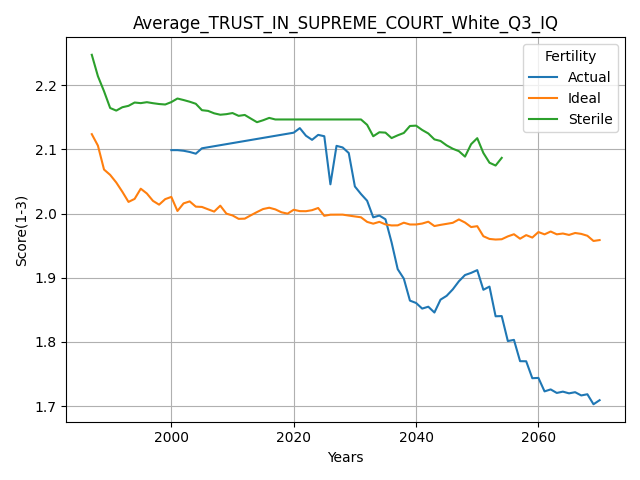 Average_TRUST_IN_SUPREME_COURT_White_Q3_IQ
Fertility
Actual
Ideal
Sterile
Score(1-3)
2.2
2.1
2.0
1.9
1.8
1.7
2000 2020 2040 2060
Years